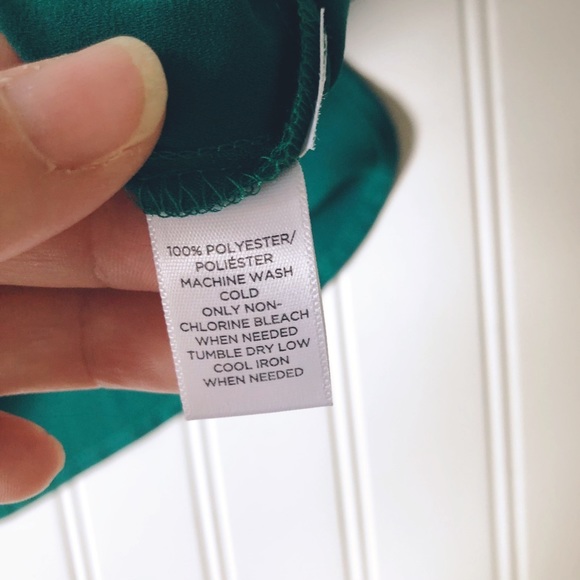 100% POLYESTER/
POLIÉSTER
MACHINE WASH
COLD
ONLY NON-
CHLORINE BLEACH
WHEN NEEDED
TUMBLE DRY LOW
COOL IRON
WHEN NEEDED